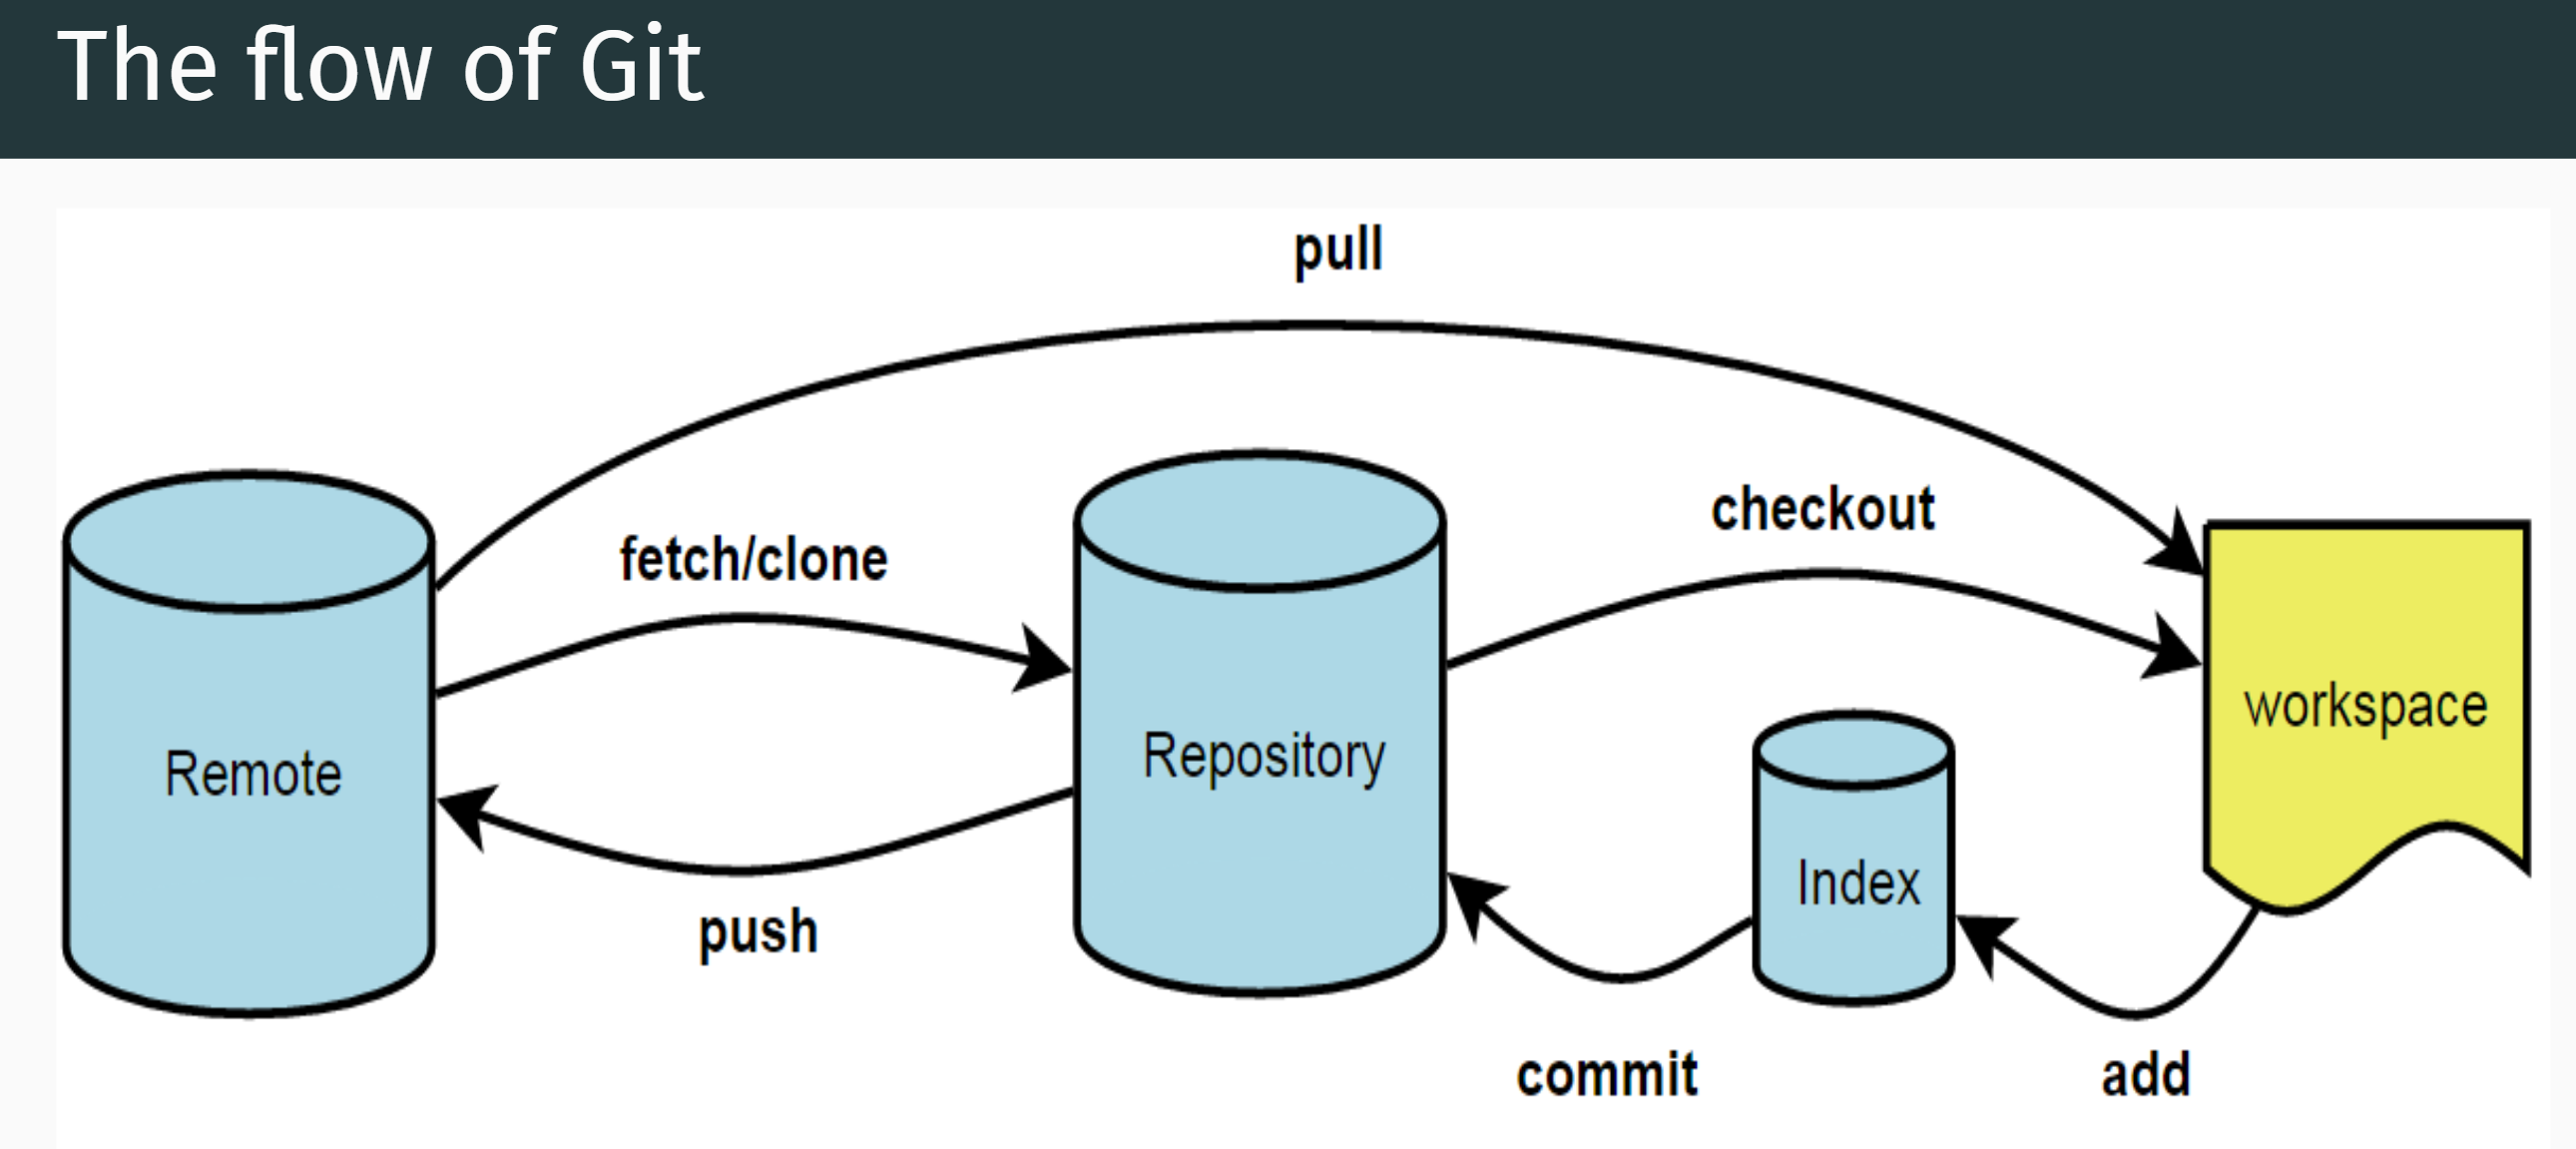 The flow of Git
pull
checkout
fetch/clone
workspace
Remote
Repository
Index
push
commit
add